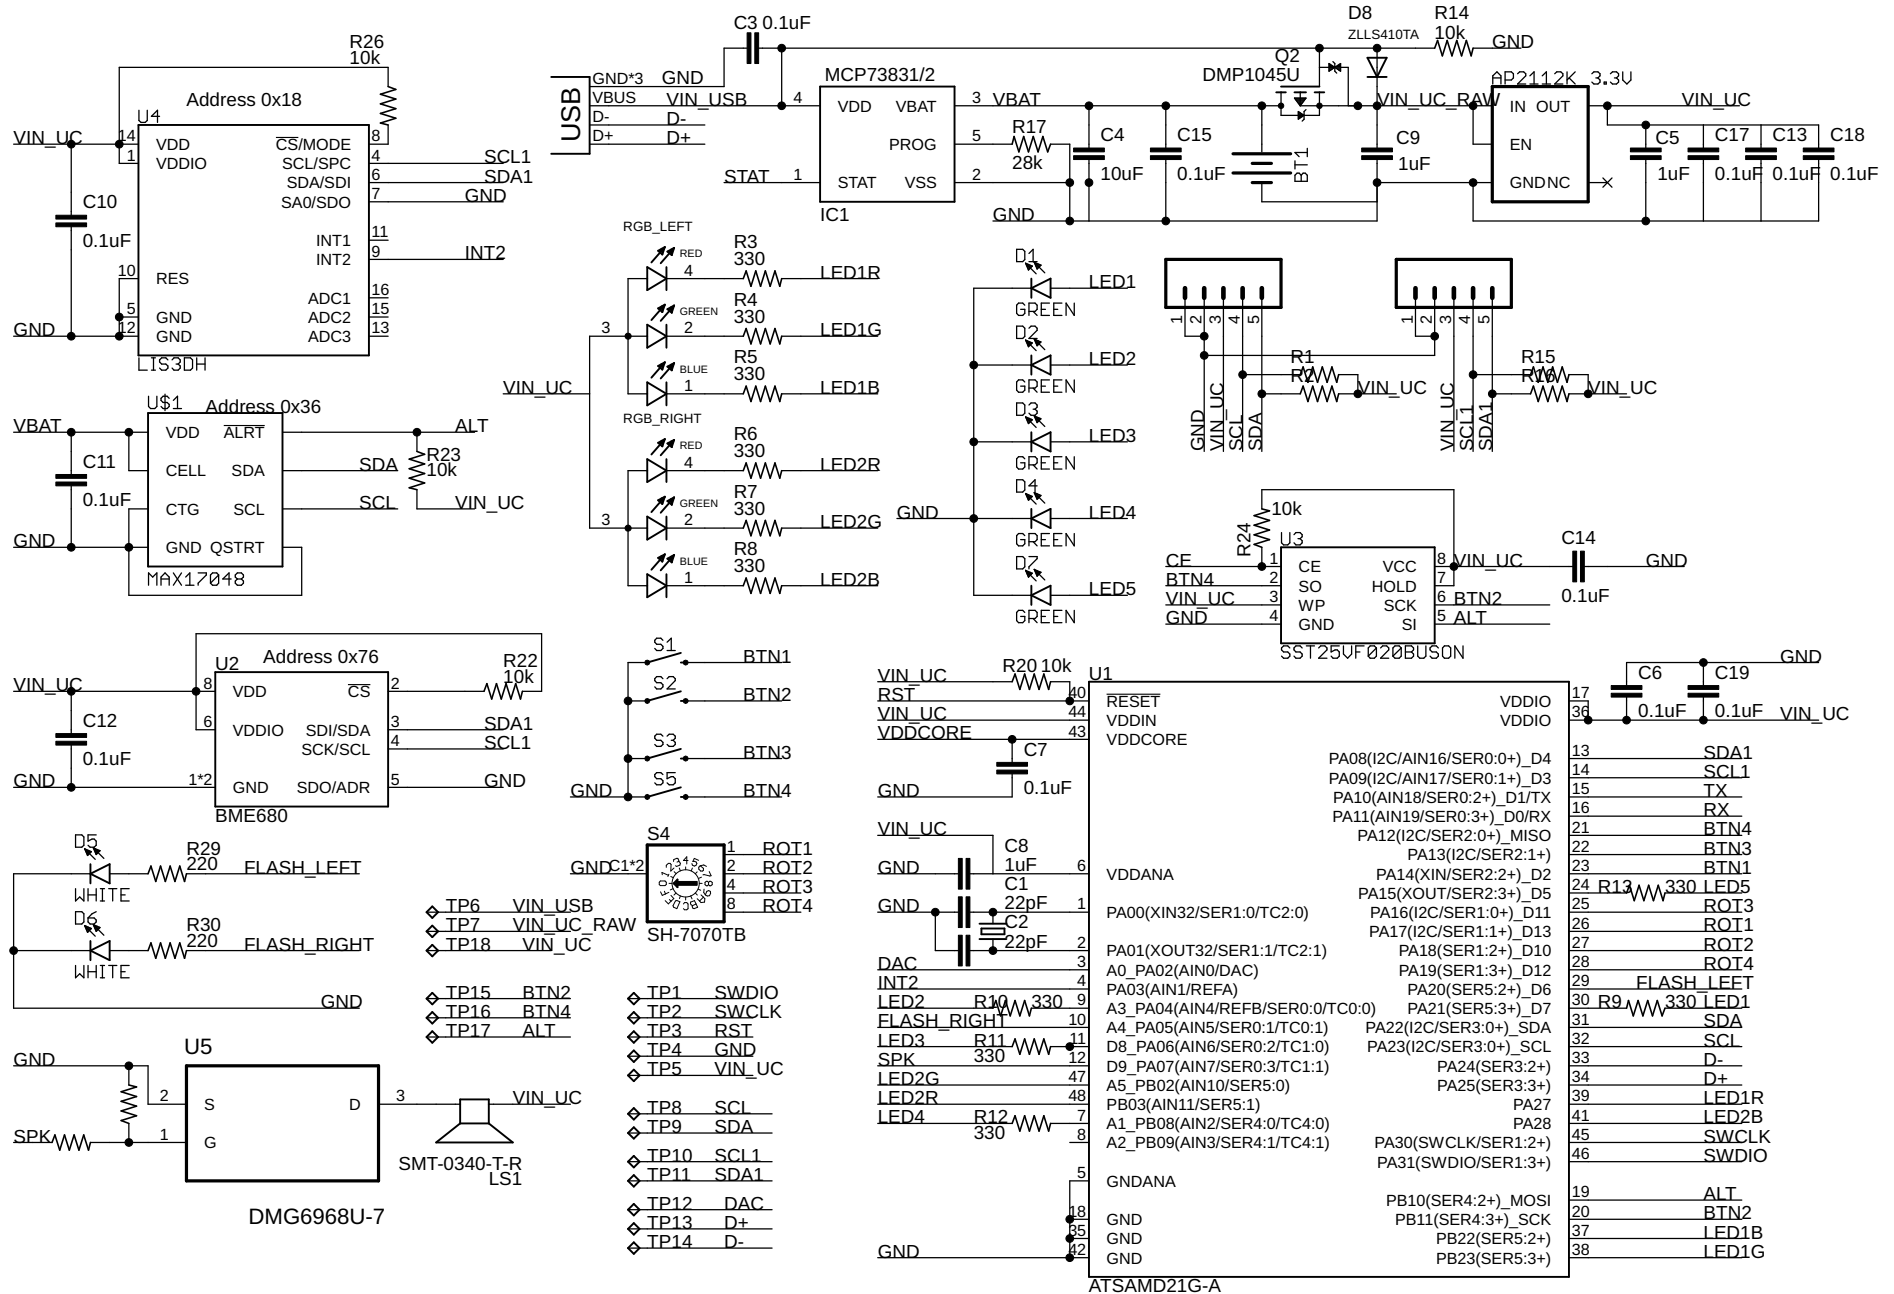 R26
10k
Address 0x18
U4
VIN_UC
14
VDD
1
VDDIO
CS/MODE
8
SCL/SPC
4
SCL1
SDA/SDI
6
SDA1
SA0/SDO
7
GND
C10
0.1uF
INT1
11
INT2
9
INT2
10
RES
ADC1
16
5
GND
ADC2
15
GND
12
GND
ADC3
13
LIS3DH
C3 0.1uF
USB
GND*3
GND
VBUS
VIN_USB
D-
D-
D+
D+
MCP73831/2
4
VDD
VBAT
3
VBAT
PROG
5
R17
28k
STAT
1
STAT
VSS
2
IC1
GND
C4
10uF
C15
0.1uF
BT1
Q2
DMP1045U
D8
ZLLS410TA
R14
10k
GND
VIN_UC_RAW
C9
1uF
AP2112K_3.3V
IN OUT
EN
GND NC
VIN_UC
C5
1uF
C17
0.1uF
C13
0.1uF
C18
0.1uF
U$1
Address 0x36
VBAT
VDD
ALRT
ALT
C11
0.1uF
CELL
SDA
SDA
R23
10k
CTG
SCL
SCL
VIN_UC
GND
GND
QSTRT
MAX17048
RGB_LEFT
RED
4
R3
330
LED1R
GREEN
3
2
R4
330
LED1G
BLUE
1
R5
330
LED1B
VIN_UC
RGB_RIGHT
RED
4
R6
330
LED2R
GREEN
3
2
R7
330
LED2G
BLUE
1
R8
330
LED2B
D1
LED1
GREEN
D2
LED2
GREEN
D3
LED3
GREEN
GND
D4
LED4
GREEN
D7
LED5
GREEN
1
2
3
4
5
R1
R2
VIN_UC
GND
VIN_UC
SCL
SDA
1
2
3
4
5
R15
R16
VIN_UC
VIN_UC
SCL1
SDA1
10k
R24
U3
CE
1
CE
VCC
8
VIN_UC
C14
0.1uF
GND
BTN4
2
SO
HOLD
7
VIN_UC
3
WP
SCK
6
BTN2
GND
4
GND
SI
5
ALT
SST25VF020BUSON
U2
Address 0x76
VIN_UC
8
VDD
CS
2
R22
10k
C12
0.1uF
6
VDDIO
SDI/SDA
3
SDA1
SCK/SCL
4
SCL1
GND
1*2
GND
SDO/ADR
5
GND
BME680
S1
BTN1
S2
BTN2
S3
BTN3
S5
GND
BTN4
S4
GND
C1*2
0123456789ABCDEF
1
ROT1
2
ROT2
4
ROT3
8
ROT4
SH-7070TB
D5
WHITE
R29
220
FLASH_LEFT
D6
WHITE
R30
220
FLASH_RIGHT
GND
TP6 VIN_USB
TP7 VIN_UC_RAW
TP18 VIN_UC
TP15 BTN2
TP16 BTN4
TP17 ALT
TP1 SWDIO
TP2 SWCLK
TP3 RST
TP4 GND
TP5 VIN_UC
TP8 SCL
TP9 SDA
TP10 SCL1
TP11 SDA1
TP12 DAC
TP13 D+
TP14 D-
GND
U5
2
S
D
3
VIN_UC
SPK
1
G
SMT-0340-T-R
LS1
DMG6968U-7
U1
VIN_UC
R20 10k
RST
40
RESET
VIN_UC
44
VDDIN
VDDCORE
43
VDDCORE
C7
0.1uF
GND
VIN_UC
GND
C8
1uF
6
VDDANA
GND
C1
22pF
1
PA00(XIN32/SER1:0/TC2:0)
C2
22pF
2
PA01(XOUT32/SER1:1/TC2:1)
DAC
3
A0_PA02(AIN0/DAC)
INT2
4
PA03(AIN1/REFA)
LED2
R10
330
9
A3_PA04(AIN4/REFB/SER0:0/TC0:0)
FLASH_RIGHT
10
A4_PA05(AIN5/SER0:1/TC0:1)
LED3
R11
330
11
D8_PA06(AIN6/SER0:2/TC1:0)
SPK
12
D9_PA07(AIN7/SER0:3/TC1:1)
LED2G
47
A5_PB02(AIN10/SER5:0)
LED2R
48
PB03(AIN11/SER5:1)
LED4
R12
330
7
A1_PB08(AIN2/SER4:0/TC4:0)
8
A2_PB09(AIN3/SER4:1/TC4:1)
5
GNDANA
18
GND
35
GND
GND
42
GND
ATSAMD21G-A
VDDIO
17
VDDIO
36
C6
0.1uF
C19
0.1uF
GND
VIN_UC
PA08(I2C/AIN16/SER0:0+)_D4
13
SDA1
PA09(I2C/AIN17/SER0:1+)_D3
14
SCL1
PA10(AIN18/SER0:2+)_D1/TX
15
TX
PA11(AIN19/SER0:3+)_D0/RX
16
RX
PA12(I2C/SER2:0+)_MISO
21
BTN4
PA13(I2C/SER2:1+)
22
BTN3
PA14(XIN/SER2:2+)_D2
23
BTN1
PA15(XOUT/SER2:3+)_D5
24
R13
330
LED5
PA16(I2C/SER1:0+)_D11
25
ROT3
PA17(I2C/SER1:1+)_D13
26
ROT1
PA18(SER1:2+)_D10
27
ROT2
PA19(SER1:3+)_D12
28
ROT4
PA20(SER5:2+)_D6
29
FLASH_LEFT
PA21(SER5:3+)_D7
30
R9
330
LED1
PA22(I2C/SER3:0+)_SDA
31
SDA
PA23(I2C/SER3:0+)_SCL
32
SCL
PA24(SER3:2+)
33
D-
PA25(SER3:3+)
34
D+
PA27
39
LED1R
PA28
41
LED2B
PA30(SWCLK/SER1:2+)
45
SWCLK
PA31(SWDIO/SER1:3+)
46
SWDIO
PB10(SER4:2+)_MOSI
19
ALT
PB11(SER4:3+)_SCK
20
BTN2
PB22(SER5:2+)
37
LED1B
PB23(SER5:3+)
38
LED1G